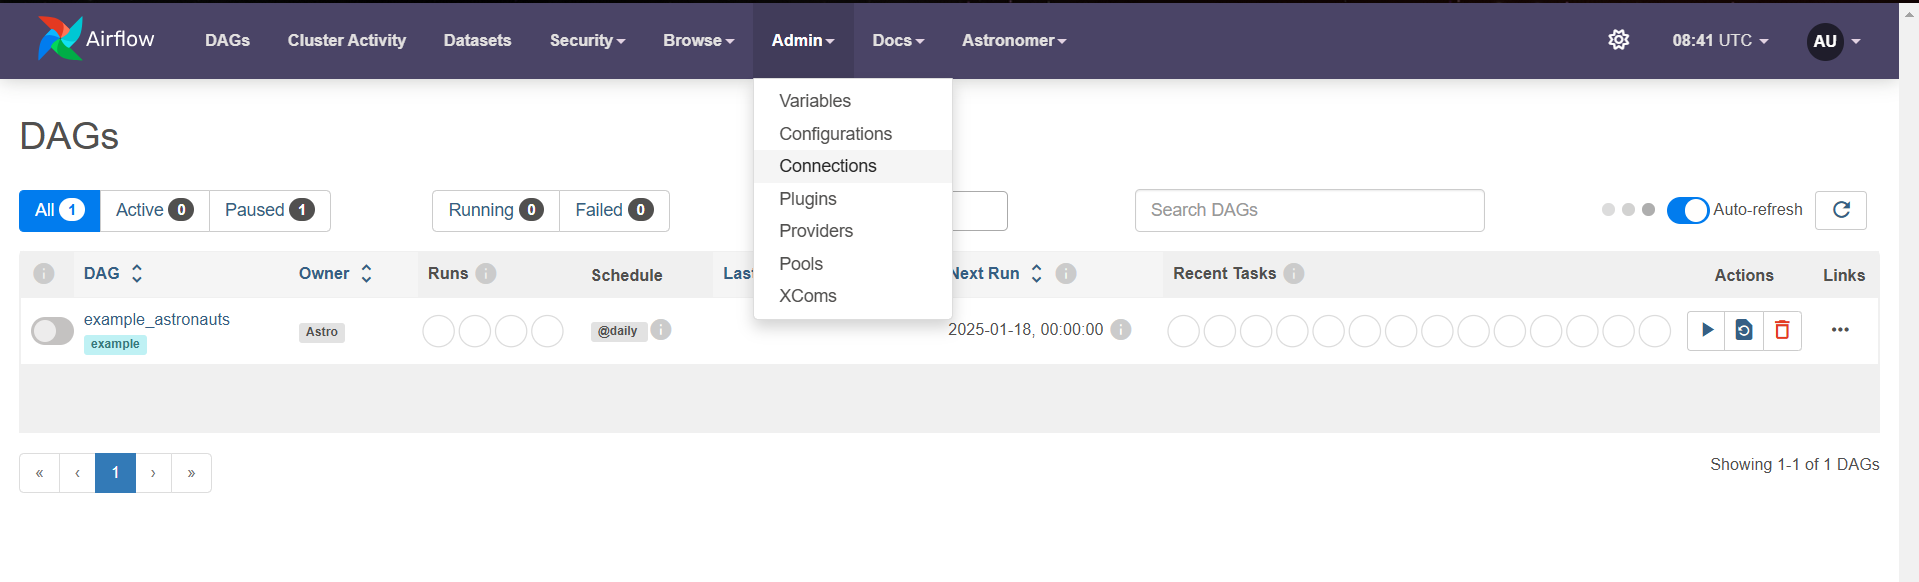 Airflow DAGs Cluster Activity Datasets Security Browse Admin Docs Astronomer 08:41 UTC AU
Variables
Configurations
Connections
Plugins
Providers
Pools
XComs
DAGs
All 1 Active 0 Paused 1 Running 0 Failed 0 Search DAGs Auto-refresh
DAG Owner Runs Schedule Las Next Run Recent Tasks Actions Links
example_astronauts Astro @daily 2025-01-18, 00:00:00
example
« ‹ 1 › »
Showing 1-1 of 1 DAGs